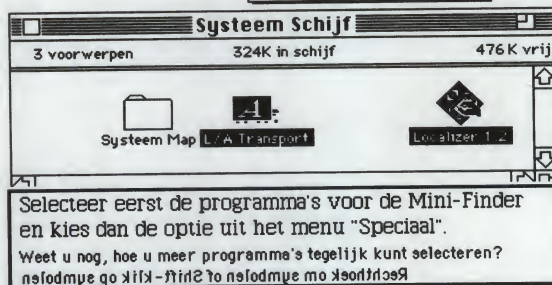 Systeem Schijf
3 voorwerpen 324K in schijf 476K vrij
Systeem Map L/A Transport Localizer 1.2
Selecteer eerst de programma's voor de Mini-Finder
en kies dan de optie uit het menu "Speciaal".
Weet u nog, hoe u meer programma's tegelijk kunt selecteren?
Rechthoek om symbolen of Shift-klik op symbolen